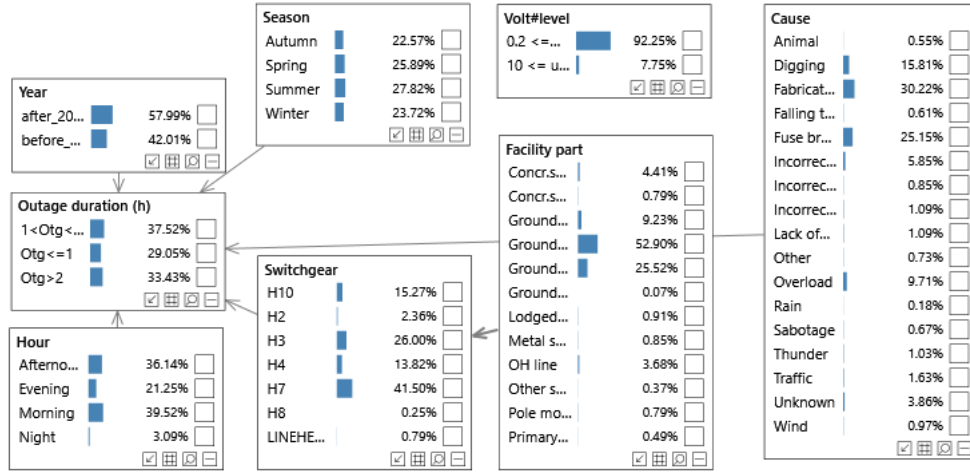 Season
Autumn 22.57%
Spring 25.89%
Summer 27.82%
Winter 23.72%
Volt#level
0.2 <=... 92.25%
10 <= u... 7.75%
Cause
Animal 0.55%
Digging 15.81%
Fabricat... 30.22%
Falling t... 0.61%
Fuse br... 25.15%
Incorrec... 5.85%
Incorrec... 0.85%
Incorrec... 1.09%
Lack of... 1.09%
Other 0.73%
Overload 9.71%
Rain 0.18%
Sabotage 0.67%
Thunder 1.03%
Traffic 1.63%
Unknown 3.86%
Wind 0.97%
Year
after_20... 57.99%
before_... 42.01%
Facility part
Concr.s... 4.41%
Concr.s... 0.79%
Ground... 9.23%
Ground... 52.90%
Ground... 25.52%
Ground... 0.07%
Lodged... 0.91%
Metal s... 0.85%
OH line 3.68%
Other s... 0.37%
Pole mo... 0.79%
Primary... 0.49%
Outage duration (h)
1<Otg<... 37.52%
Otg<=1 29.05%
Otg>2 33.43%
Switchgear
H10 15.27%
H2 2.36%
H3 26.00%
H4 13.82%
H7 41.50%
H8 0.25%
LINEHE... 0.79%
Hour
Afterno... 36.14%
Evening 21.25%
Morning 39.52%
Night 3.09%